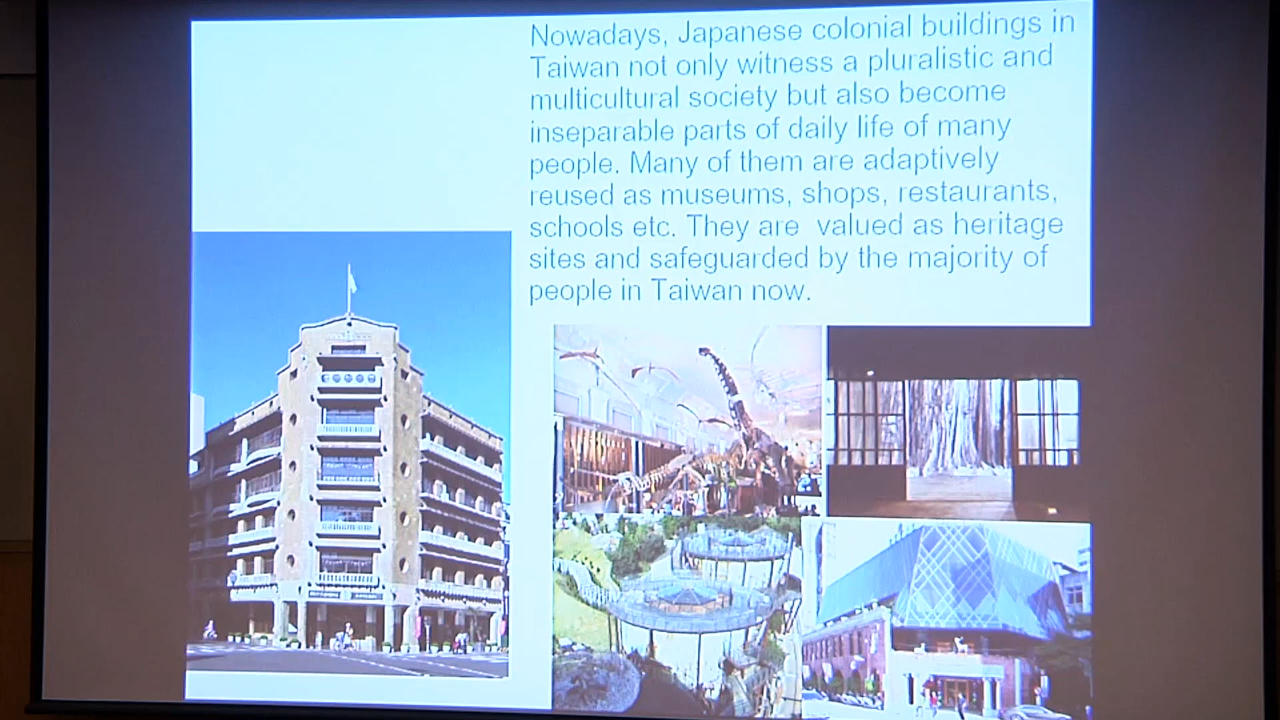 Nowadays, Japanese colonial buildings in
Taiwan not only witness a pluralistic and
multicultural society but also become
inseparable parts of daily life of many
people. Many of them are adaptively
reused as museums, shops, restaurants,
schools etc. They are valued as heritage
sites and safeguarded by the majority of
people in Taiwan now.